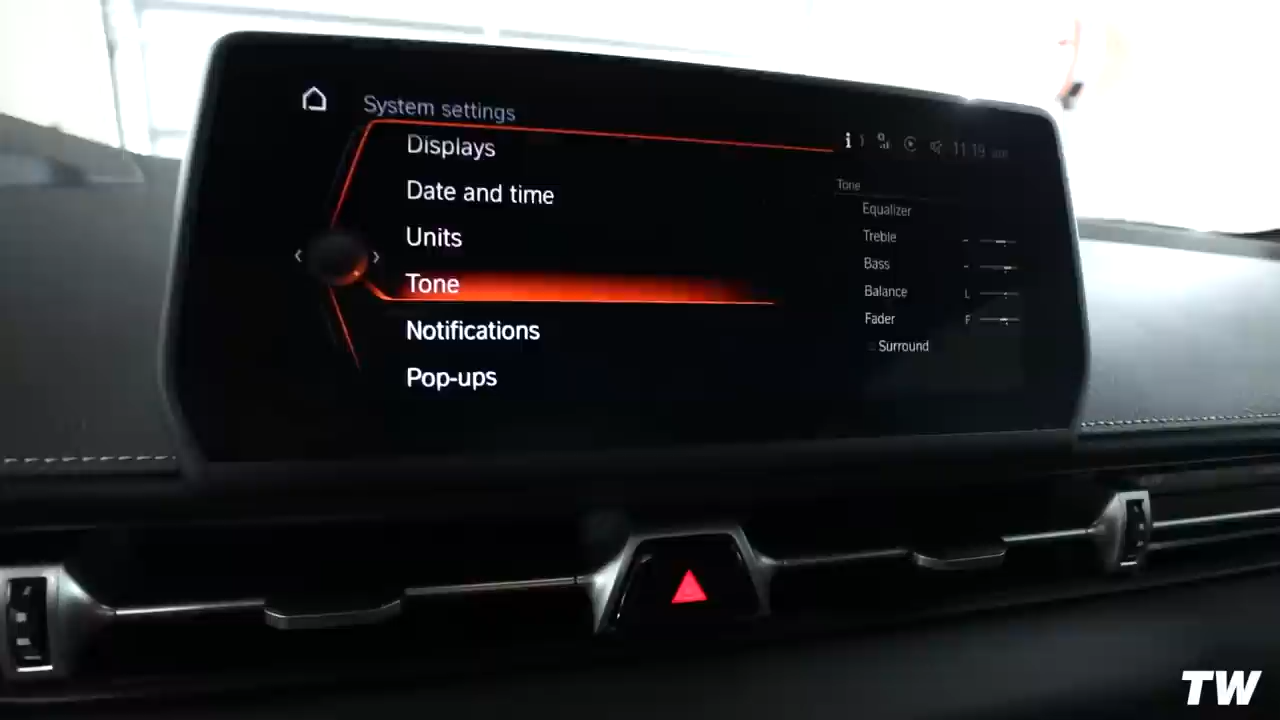 System settings
Displays
Date and time
Units
Tone
Notifications
Pop-ups
11:19
Tone
Equalizer
Treble
Bass
Balance
L
Fader
F
Surround
TW